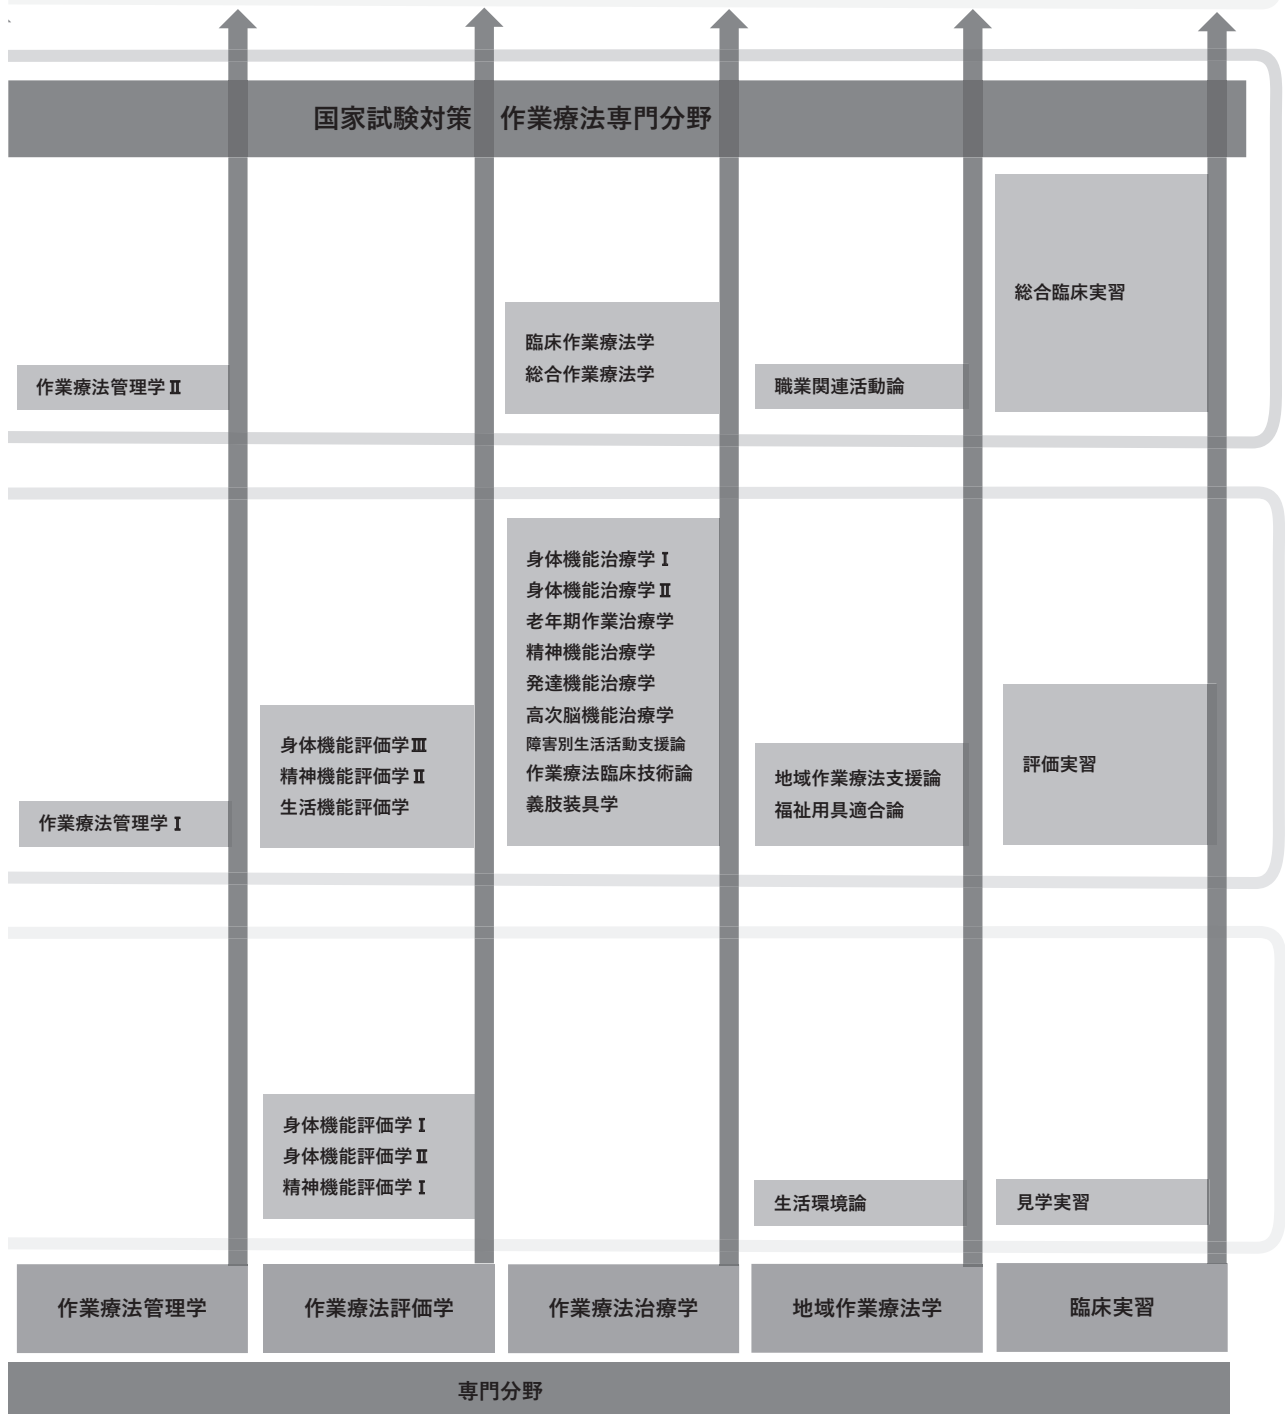 国家試験対策　作業療法専門分野
総合臨床実習
臨床作業療法学
総合作業療法学
作業療法管理学Ⅱ
職業関連活動論
身体機能治療学Ⅰ
身体機能治療学Ⅱ
老年期作業治療学
精神機能治療学
発達機能治療学
高次脳機能治療学
障害別生活活動支援論
作業療法臨床技術論
義肢装具学
身体機能評価学Ⅲ
精神機能評価学Ⅱ
生活機能評価学
地域作業療法支援論
福祉用具適合論
評価実習
作業療法管理学Ⅰ
身体機能評価学Ⅰ
身体機能評価学Ⅱ
精神機能評価学Ⅰ
生活環境論
見学実習
作業療法管理学
作業療法評価学
作業療法治療学
地域作業療法学
臨床実習
専門分野